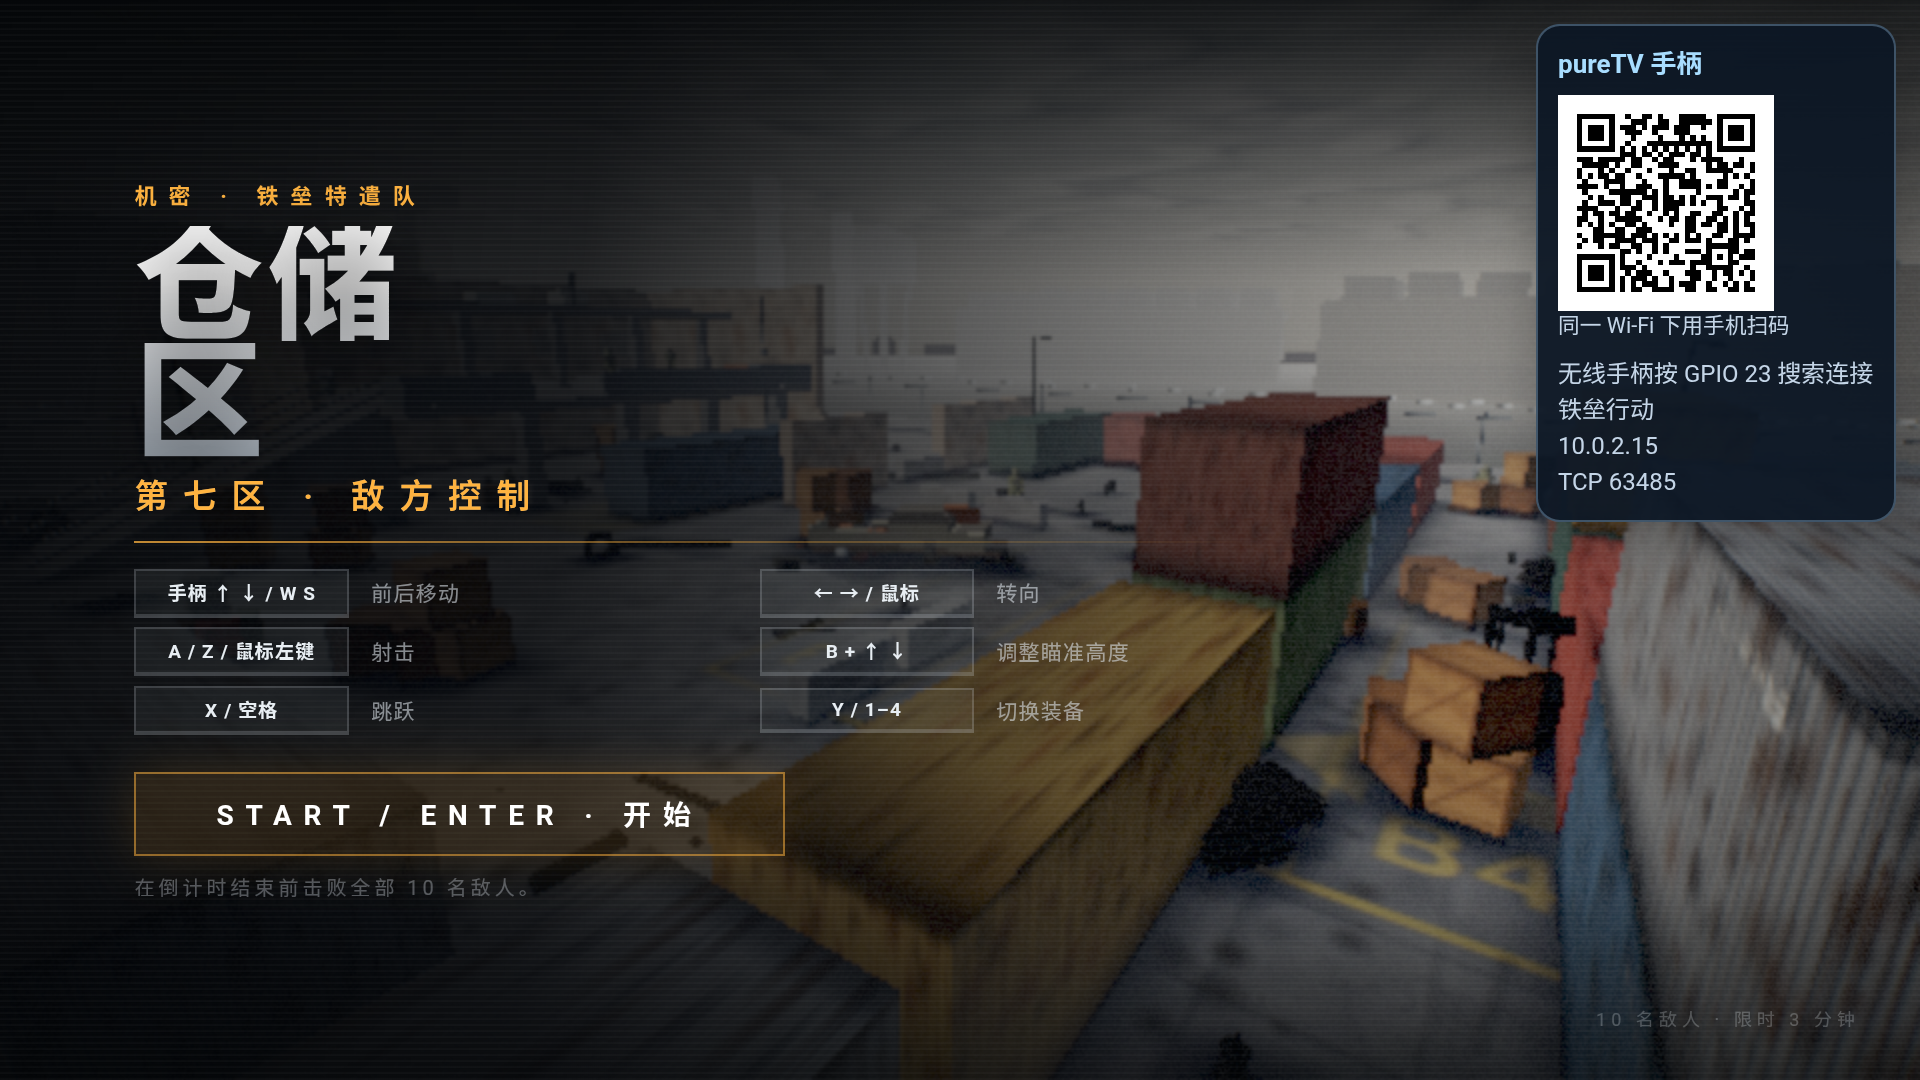 机密 · 铁垒特遣队
仓储
区
第七区 · 敌方控制
手柄 ↑ ↓ / W S 前后移动
← → / 鼠标 转向
A / Z / 鼠标左键 射击
B + ↑ ↓ 调整瞄准高度
X / 空格 跳跃
Y / 1–4 切换装备
START / ENTER · 开始
在倒计时结束前击败全部 10 名敌人。
pureTV 手柄
同一 Wi-Fi 下用手机扫码
无线手柄按 GPIO 23 搜索连接
铁垒行动
10.0.2.15
TCP 63485
B4
10 名敌人 · 限时 3 分钟